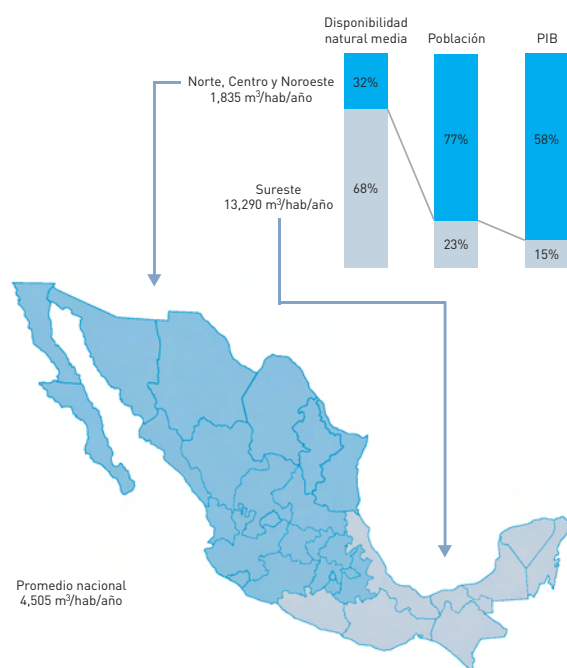 Disponibilidad
natural media
Población
PIB
Norte, Centro y Noroeste
1,835 m³/hab/año
32%
77%
58%
68%
Sureste
13,290 m³/hab/año
23%
15%
Promedio nacional
4,505 m³/hab/año